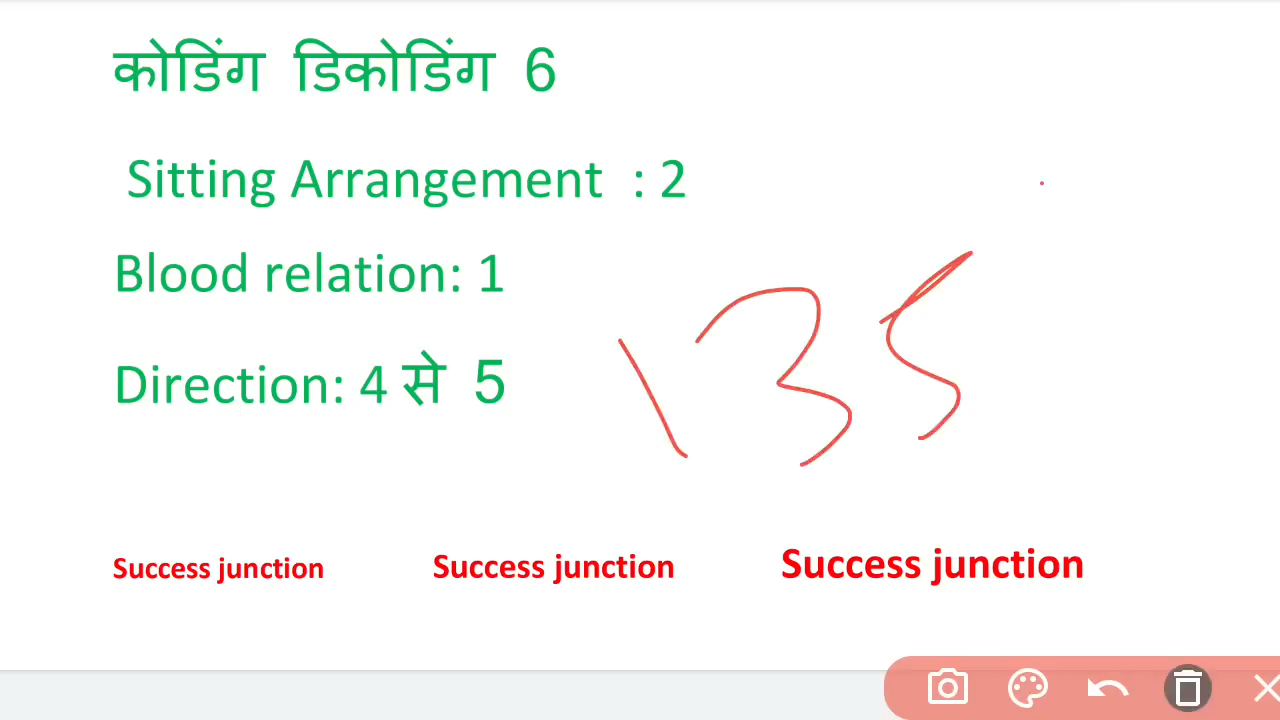 कोडिंग डिकोडिंग 6
Sitting Arrangement : 2
Blood relation: 1
Direction: 4 से 5
135
Success junction Success junction Success junction